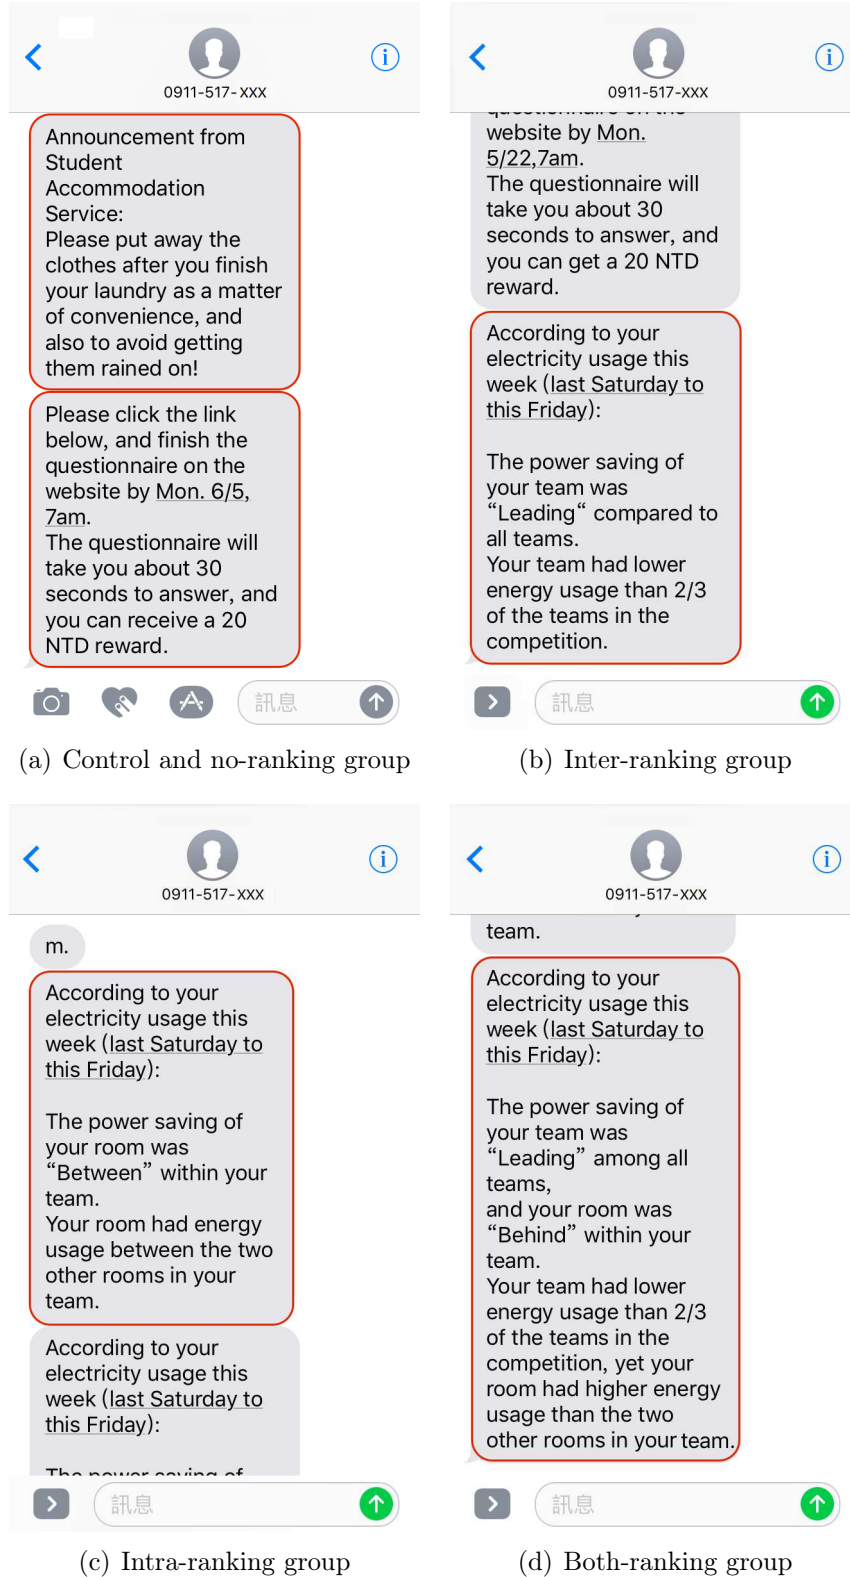 0911-517-XXX
Announcement from
Student
Accommodation
Service:
Please put away the
clothes after you finish
your laundry as a matter
of convenience, and
also to avoid getting
them rained on!
Please click the link
below, and finish the
questionnaire on the
website by Mon. 6/5,
7am.
The questionnaire will
take you about 30
seconds to answer, and
you can receive a 20
NTD reward.
訊息
(a) Control and no-ranking group
0911-517-XXX
questionnaire on the
website by Mon.
5/22,7am.
The questionnaire will
take you about 30
seconds to answer, and
you can get a 20 NTD
reward.
According to your
electricity usage this
week (last Saturday to
this Friday):
The power saving of
your team was
“Leading“ compared to
all teams.
Your team had lower
energy usage than 2/3
of the teams in the
competition.
訊息
(b) Inter-ranking group
0911-517-XXX
m.
According to your
electricity usage this
week (last Saturday to
this Friday):
The power saving of
your room was
“Between” within your
team.
Your room had energy
usage between the two
other rooms in your
team.
According to your
electricity usage this
week (last Saturday to
this Friday):
The power saving of
訊息
(c) Intra-ranking group
0911-517-XXX
team.
According to your
electricity usage this
week (last Saturday to
this Friday):
The power saving of
your team was
“Leading” among all
teams,
and your room was
“Behind” within your
team.
Your team had lower
energy usage than 2/3
of the teams in the
competition, yet your
room had higher energy
usage than the two
other rooms in your team.
訊息
(d) Both-ranking group